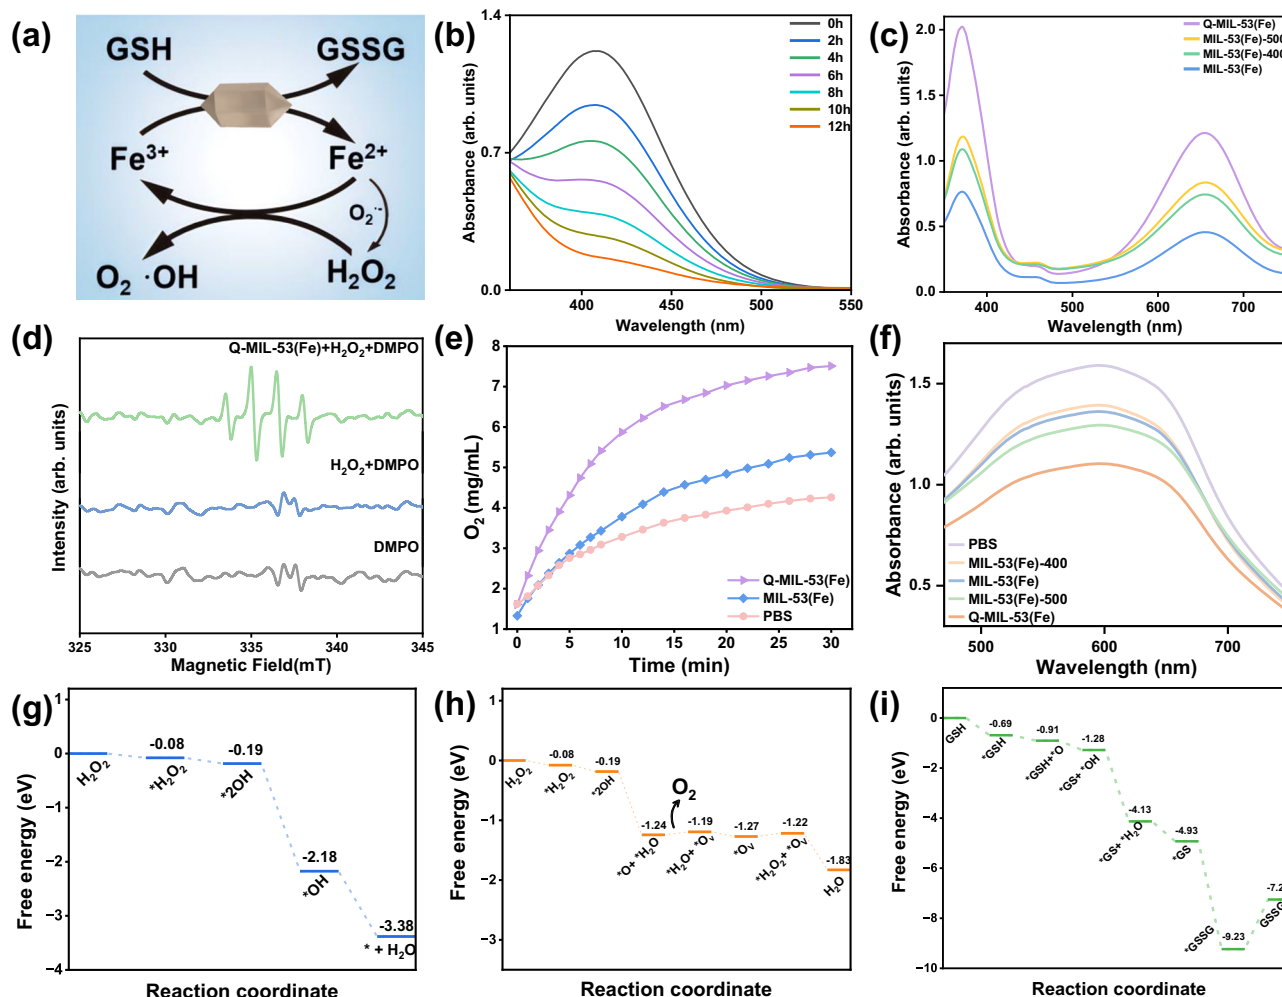 (a)
GSH GSSG
Fe3+ Fe2+
O2·-
O2 ·OH H2O2
(b)
Absorbance (arb. units)
1.4
0.7
0.0
0h
2h
4h
6h
8h
10h
12h
400 450 500 550
Wavelength (nm)
(c)
Absorbance (arb. units)
2.0
1.5
1.0
0.5
0.0
Q-MIL-53(Fe)
MIL-53(Fe)-500
MIL-53(Fe)-400
MIL-53(Fe)
400 500 600 700
Wavelength (nm)
(d)
Intensity (arb. units)
Q-MIL-53(Fe)+H2O2+DMPO
H2O2+DMPO
DMPO
325 330 335 340 345
Magnetic Field(mT)
(e)
O2 (mg/mL)
8
7
6
5
4
3
2
1
Q-MIL-53(Fe)
MIL-53(Fe)
PBS
0 5 10 15 20 25 30
Time (min)
(f)
Absorbance (arb. units)
1.5
1.0
0.5
PBS
MIL-53(Fe)-400
MIL-53(Fe)
MIL-53(Fe)-500
Q-MIL-53(Fe)
500 600 700
Wavelength (nm)
(g)
Free energy (eV)
1
0
−1
−2
−3
−4
H2O2
-0.08
*H2O2
-0.19
*2OH
-2.18
*OH
-3.38
* + H2O
Reaction coordinate
(h)
Free energy (eV)
1
0
−1
−2
−3
H2O2
-0.08
*H2O2
-0.19
*2OH
O2
-1.24
*O+ *H2O
-1.19
*H2O+ *OV
-1.27
*OV
-1.22
*H2O2+ *OV
-1.83
H2O
Reaction coordinate
(i)
Free energy (eV)
0
−2
−4
−6
−8
−10
GSH
-0.69
*GSH
-0.91
*GSH+*O
-1.28
*GS+ *OH
-4.13
*GS+ *H2O
-4.93
*GS
-9.23
*GSSG
-7.2
GSSG
Reaction coordinate